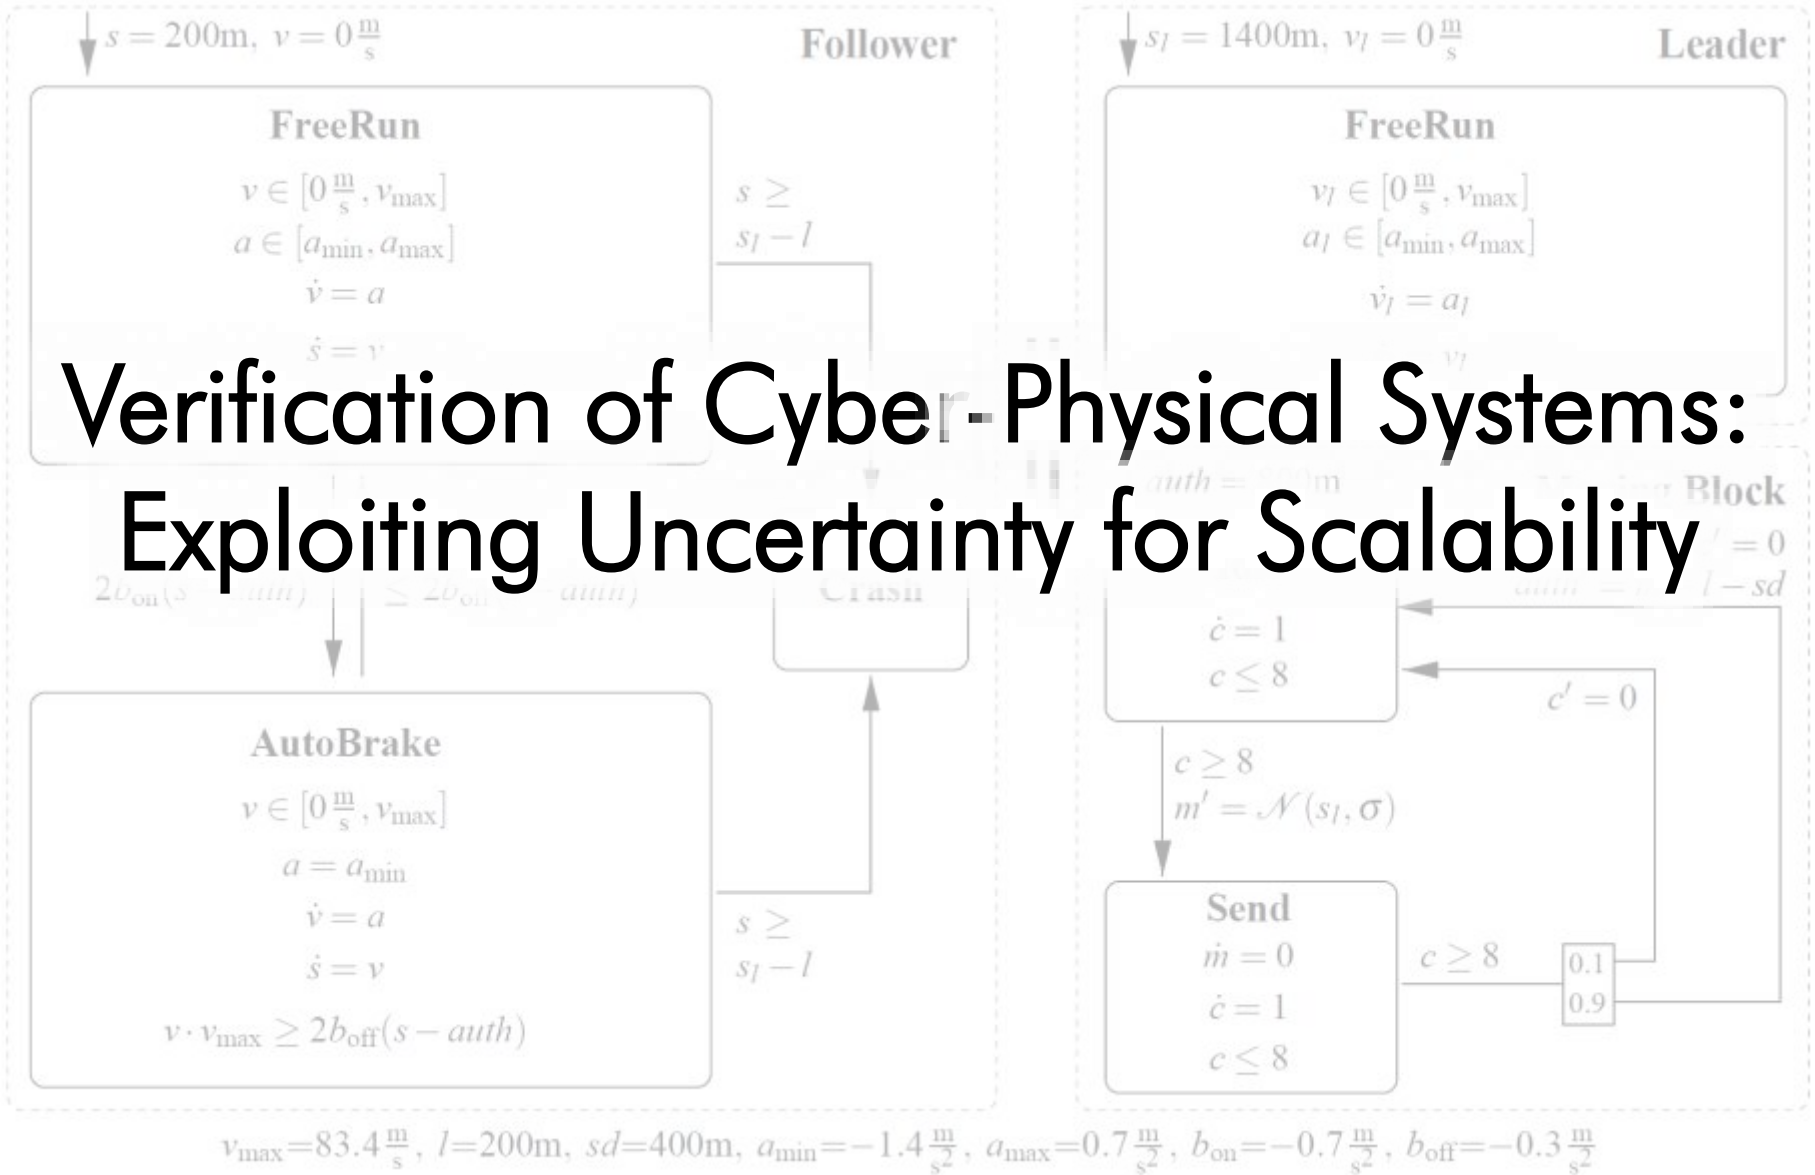 s = 200m, v = 0 m/s
Follower
FreeRun
v ∈ [0 m/s, v_max]
a ∈ [a_min, a_max]
v̇ = a
ṡ = v
s ≥
s_l − l
s_l = 1400m, v_l = 0 m/s
Leader
FreeRun
v_l ∈ [0 m/s, v_max]
a_l ∈ [a_min, a_max]
v̇_l = a_l
v_l
Verification of Cyber-Physical Systems:
Exploiting Uncertainty for Scalability
Block
= 0
l − sd
Crash
AutoBrake
v ∈ [0 m/s, v_max]
a = a_min
v̇ = a
ṡ = v
v · v_max ≥ 2b_off(s − auth)
s ≥
s_l − l
ċ = 1
c ≤ 8
c′ = 0
c ≥ 8
m′ = 𝒩(s_l, σ)
Send
ṁ = 0
ċ = 1
c ≤ 8
c ≥ 8
0.1
0.9
v_max=83.4 m/s, l=200m, sd=400m, a_min=−1.4 m/s², a_max=0.7 m/s², b_on=−0.7 m/s², b_off=−0.3 m/s²